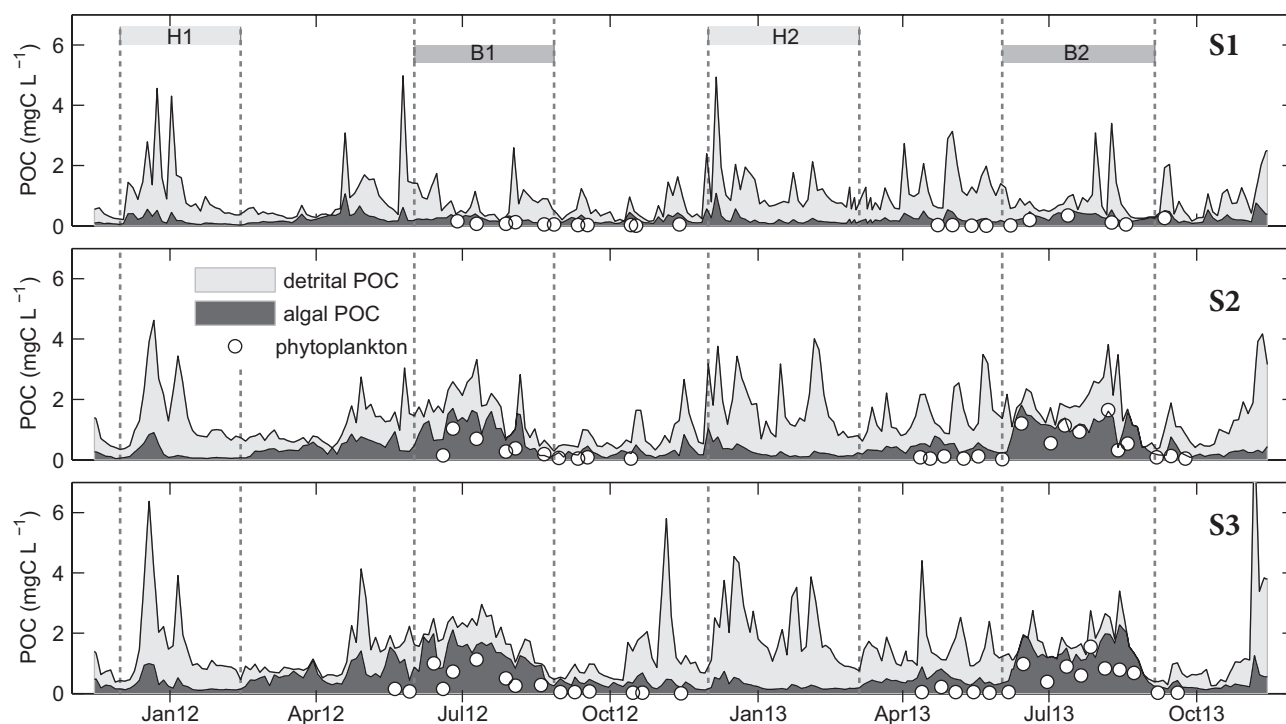 H1
B1
H2
B2
S1
POC (mgC L −1)
6
4
2
0
S2
detrital POC
algal POC
phytoplankton
POC (mgC L −1)
6
4
2
0
S3
POC (mgC L −1)
6
4
2
0
Jan12 Apr12 Jul12 Oct12 Jan13 Apr13 Jul13 Oct13